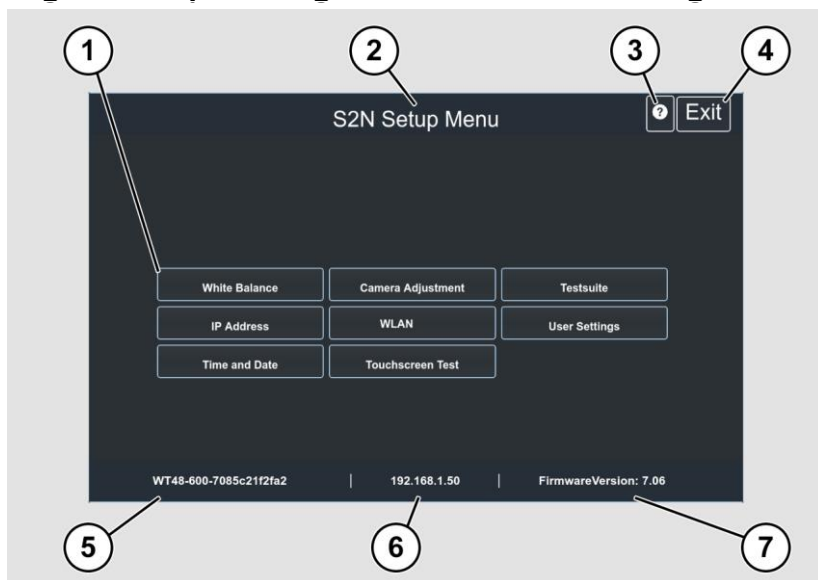 1 2 3 4
S2N Setup Menu ? Exit
White Balance Camera Adjustment Testsuite
IP Address WLAN User Settings
Time and Date Touchscreen Test
WT48-600-7085c21f2fa2 | 192.168.1.50 | FirmwareVersion: 7.06
5 6 7